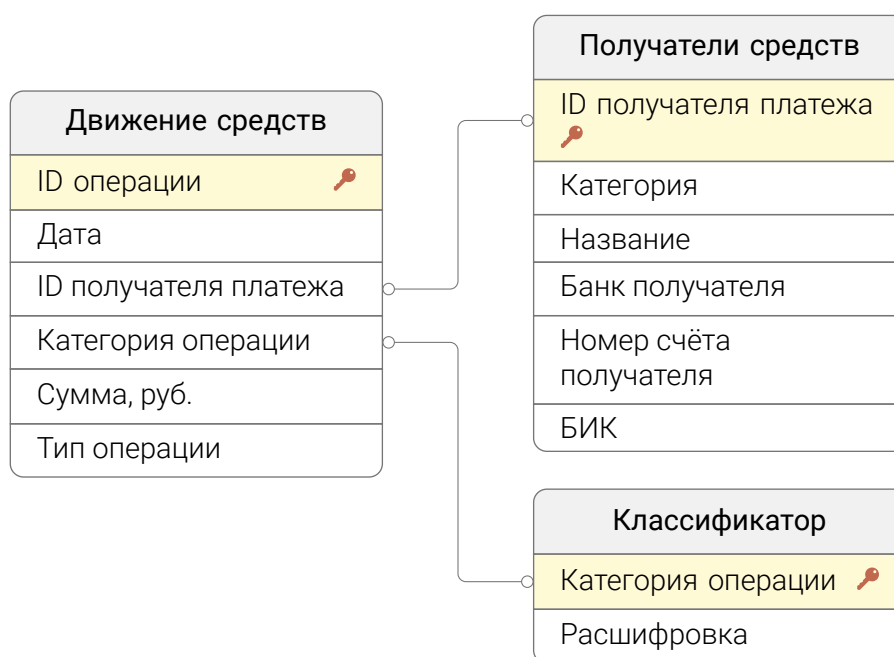 Движение средств
ID операции
Дата
ID получателя платежа
Категория операции
Сумма, руб.
Тип операции
Получатели средств
ID получателя платежа
Категория
Название
Банк получателя
Номер счёта
получателя
БИК
Классификатор
Категория операции
Расшифровка